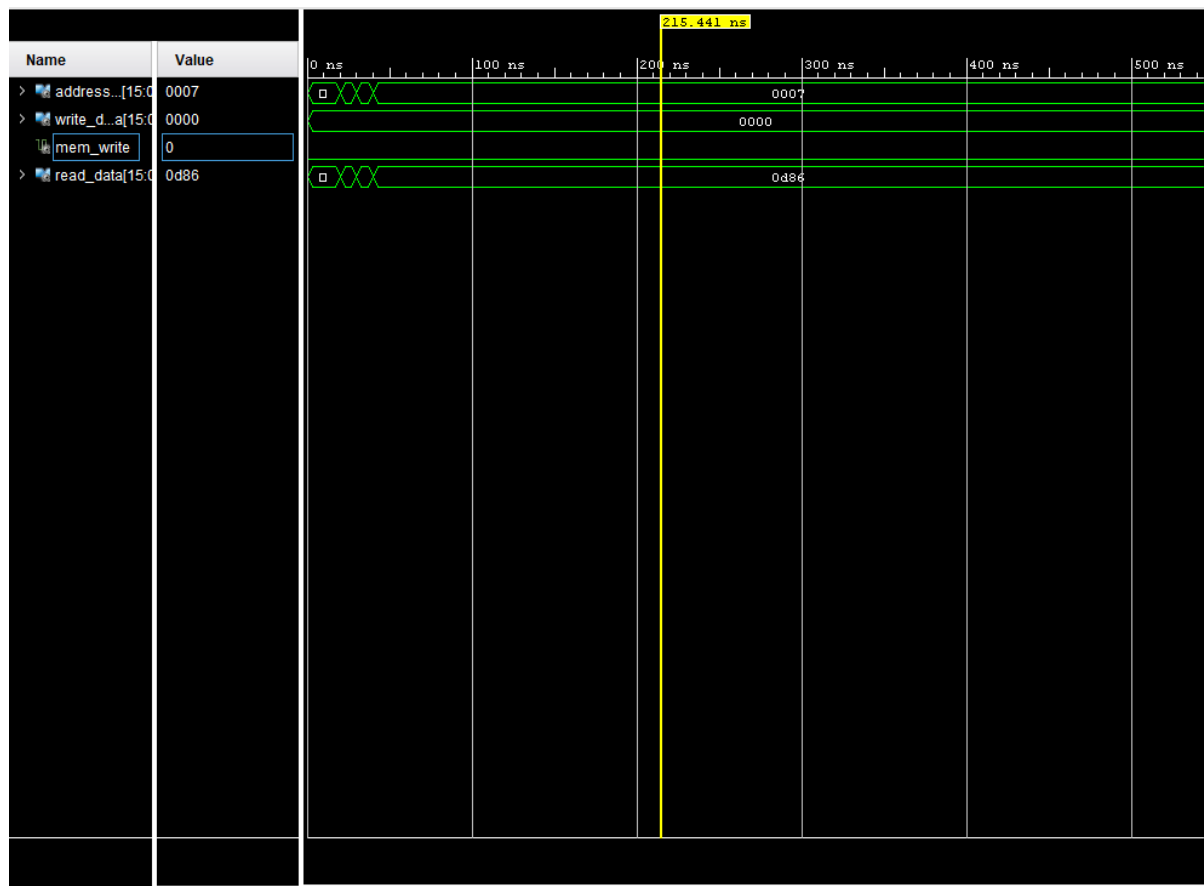 215.441 ns
Name Value
0 ns 100 ns 200 ns 300 ns 400 ns 500 ns
address...[15:0 0007 0007
write_d...a[15:0 0000 0000
mem_write 0
read_data[15:0 0d86 0d86